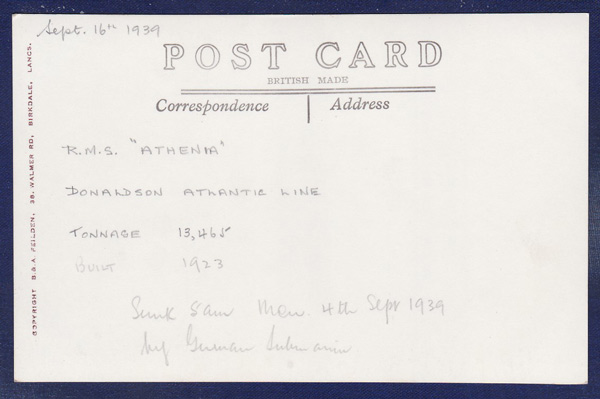 Sept. 16th 1939
POST CARD
BRITISH MADE
Correspondence
Address
R.M.S. "ATHENIA"
DONALDSON ATLANTIC LINE
TONNAGE 13,465
BUILT 1923
Sunk 5am Mon. 4th Sept 1939
by German Submarine
COPYRIGHT B.&A. FEILDEN, 38, WALMER RD, BIRKDALE, LANCS.